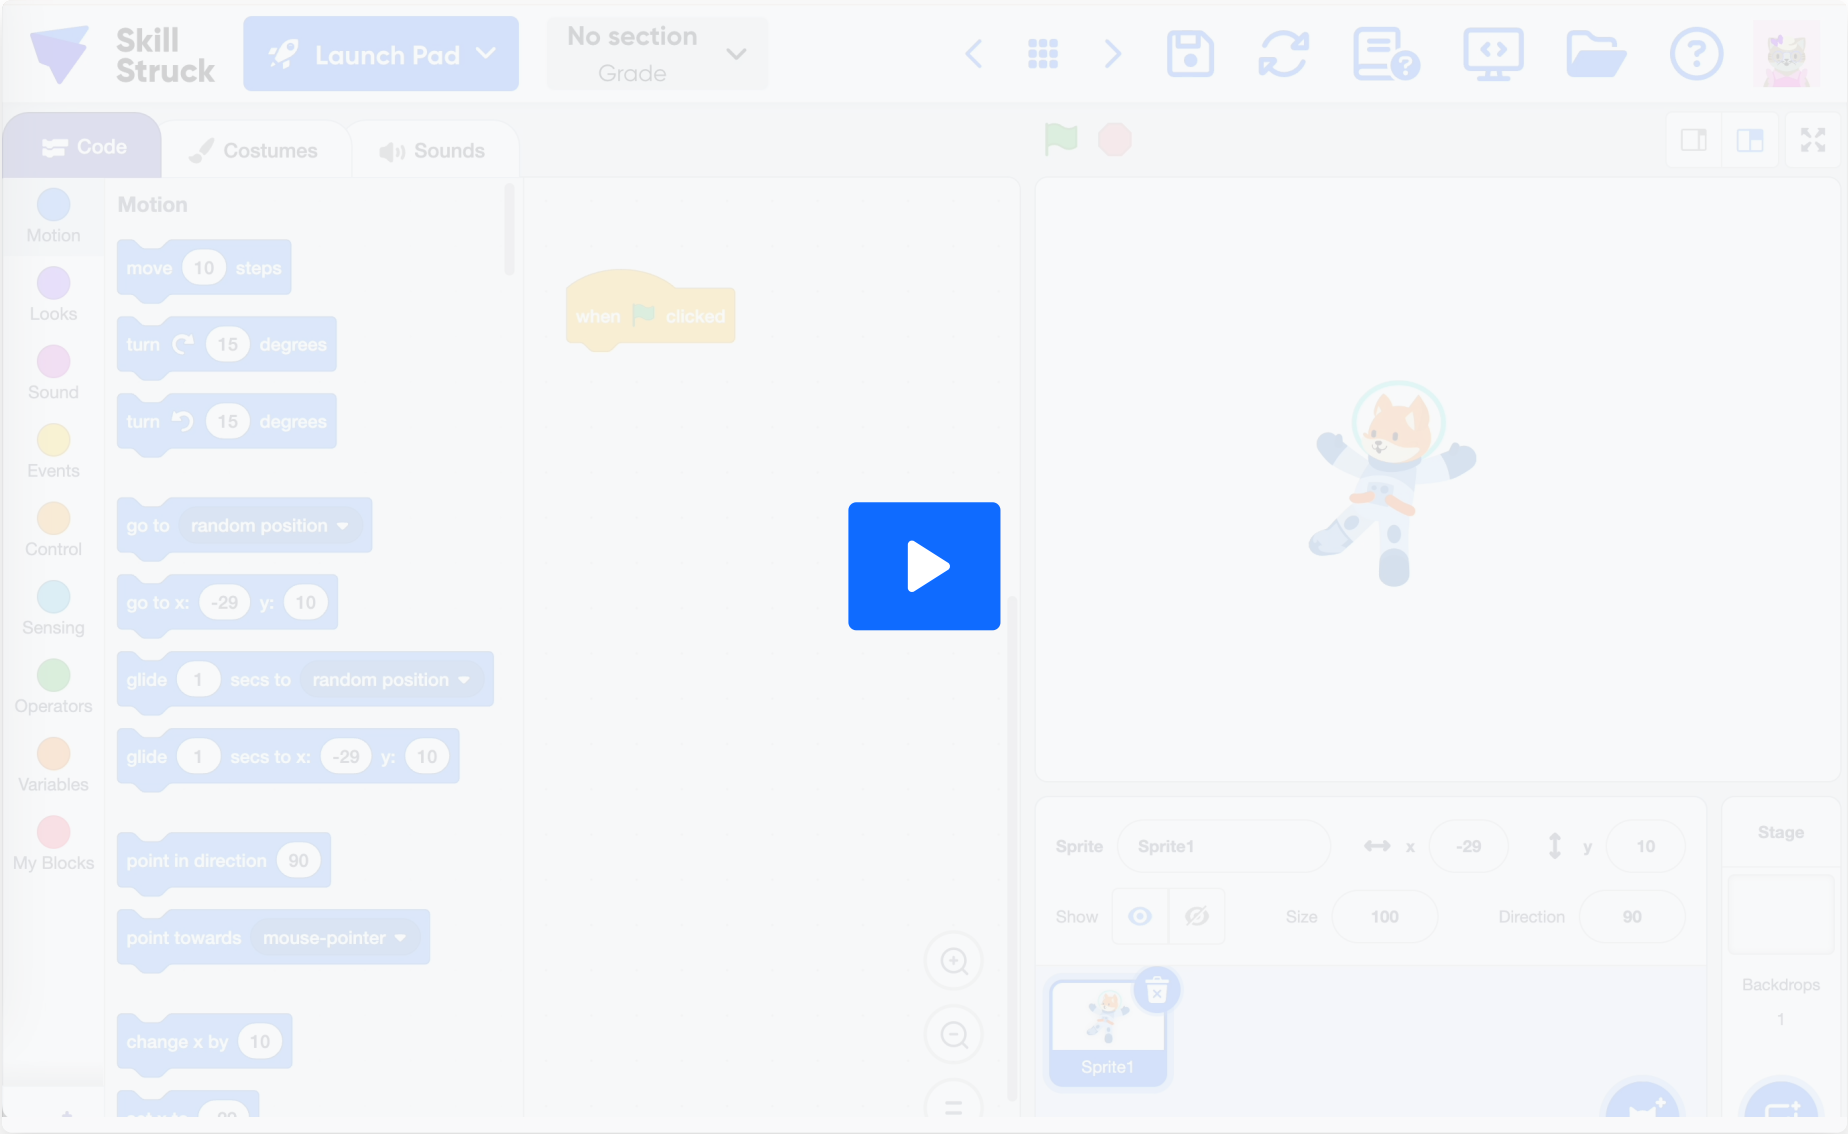 Skill
Struck
Launch Pad
No section
Grade
Code
Costumes
Sounds
Motion
Looks
Sound
Events
Control
Sensing
Operators
Variables
My Blocks
Motion
move 10 steps
turn 15 degrees
turn 15 degrees
go to random position
go to x: -29 y: 10
glide 1 secs to random position
glide 1 secs to x: -29 y: 10
point in direction 90
point towards mouse-pointer
change x by 10
when clicked
Sprite Sprite1 x -29 y 10
Show Size 100 Direction 90
Sprite1
Stage
Backdrops
1